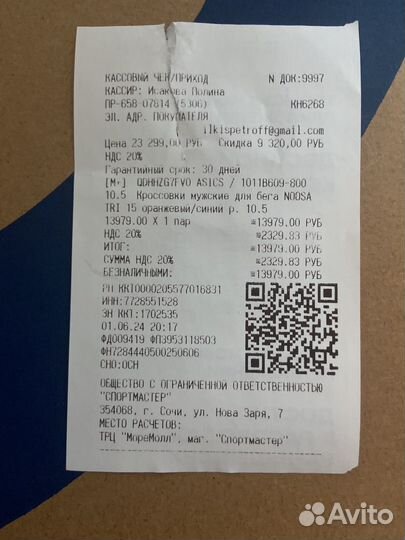 КАССОВЫЙ ЧЕК/ПРИХОД N ДОК:9997
КАССИР: Исакова Полина
ПР-658 07814 (5306) КН6268
ЭЛ. АДР. ПОКУПАТЕЛЯ
ilkispetroff@gmail.com
Цена 23 299,00 РУБ Скидка 9 320,00 РУБ
НДС 20%
Гарантийный срок: 30 дней
[М+] QDHHZG7FVO ASICS / 1011B609-800
10.5 Кроссовки мужские для бега NOOSA
TRI 15 оранжевый/синий р. 10.5
13979.00 X 1 пар =13979.00 РУБ
НДС 20% =2329.83 РУБ
ИТОГ: =13979.00 РУБ
СУММА НДС 20% =2329.83 РУБ
БЕЗНАЛИЧНЫМИ: =13979.00 РУБ
РН ККТ0000205577016831
ИНН:7728551528
ЗН ККТ:1702535
01.06.24 20:17
ФД009419 ФП3953118503
ФН7284440500250606
СНО:ОСН
ОБЩЕСТВО С ОГРАНИЧЕННОЙ ОТВЕТСТВЕННОСТЬЮ
"СПОРТМАСТЕР"
354068, г. Сочи, ул. Нова Заря, 7
МЕСТО РАСЧЕТОВ:
ТРЦ "МореМолл", маг. "Спортмастер"
Avito